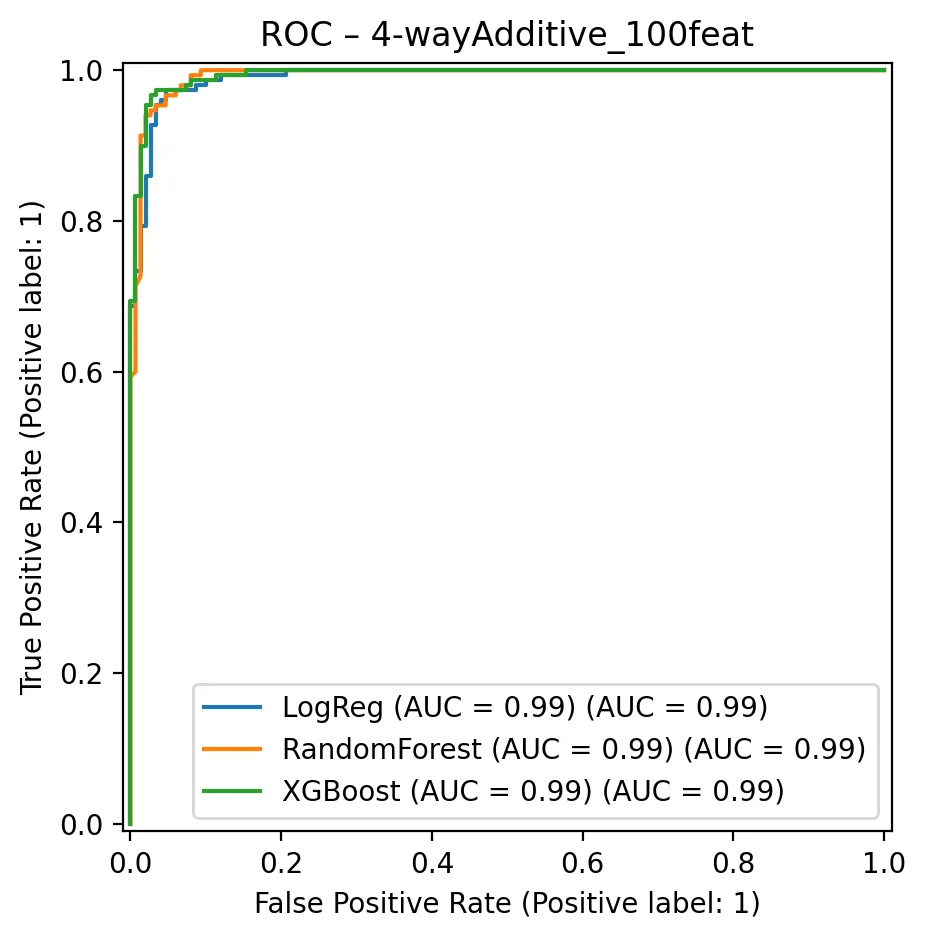 ROC – 4-wayAdditive_100feat
True Positive Rate (Positive label: 1)
1.0
0.8
0.6
0.4
0.2
0.0
LogReg (AUC = 0.99) (AUC = 0.99)
RandomForest (AUC = 0.99) (AUC = 0.99)
XGBoost (AUC = 0.99) (AUC = 0.99)
0.0 0.2 0.4 0.6 0.8 1.0
False Positive Rate (Positive label: 1)